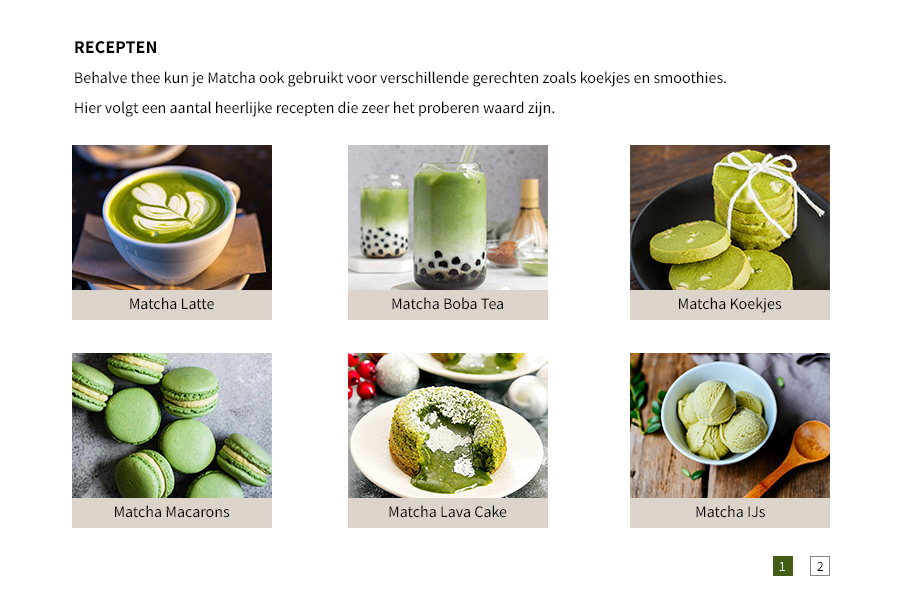 RECEPTEN
Behalve thee kun je Matcha ook gebruikt voor verschillende gerechten zoals koekjes en smoothies.
Hier volgt een aantal heerlijke recepten die zeer het proberen waard zijn.
Matcha Latte
Matcha Boba Tea
Matcha Koekjes
Matcha Macarons
Matcha Lava Cake
Matcha IJs
1 2